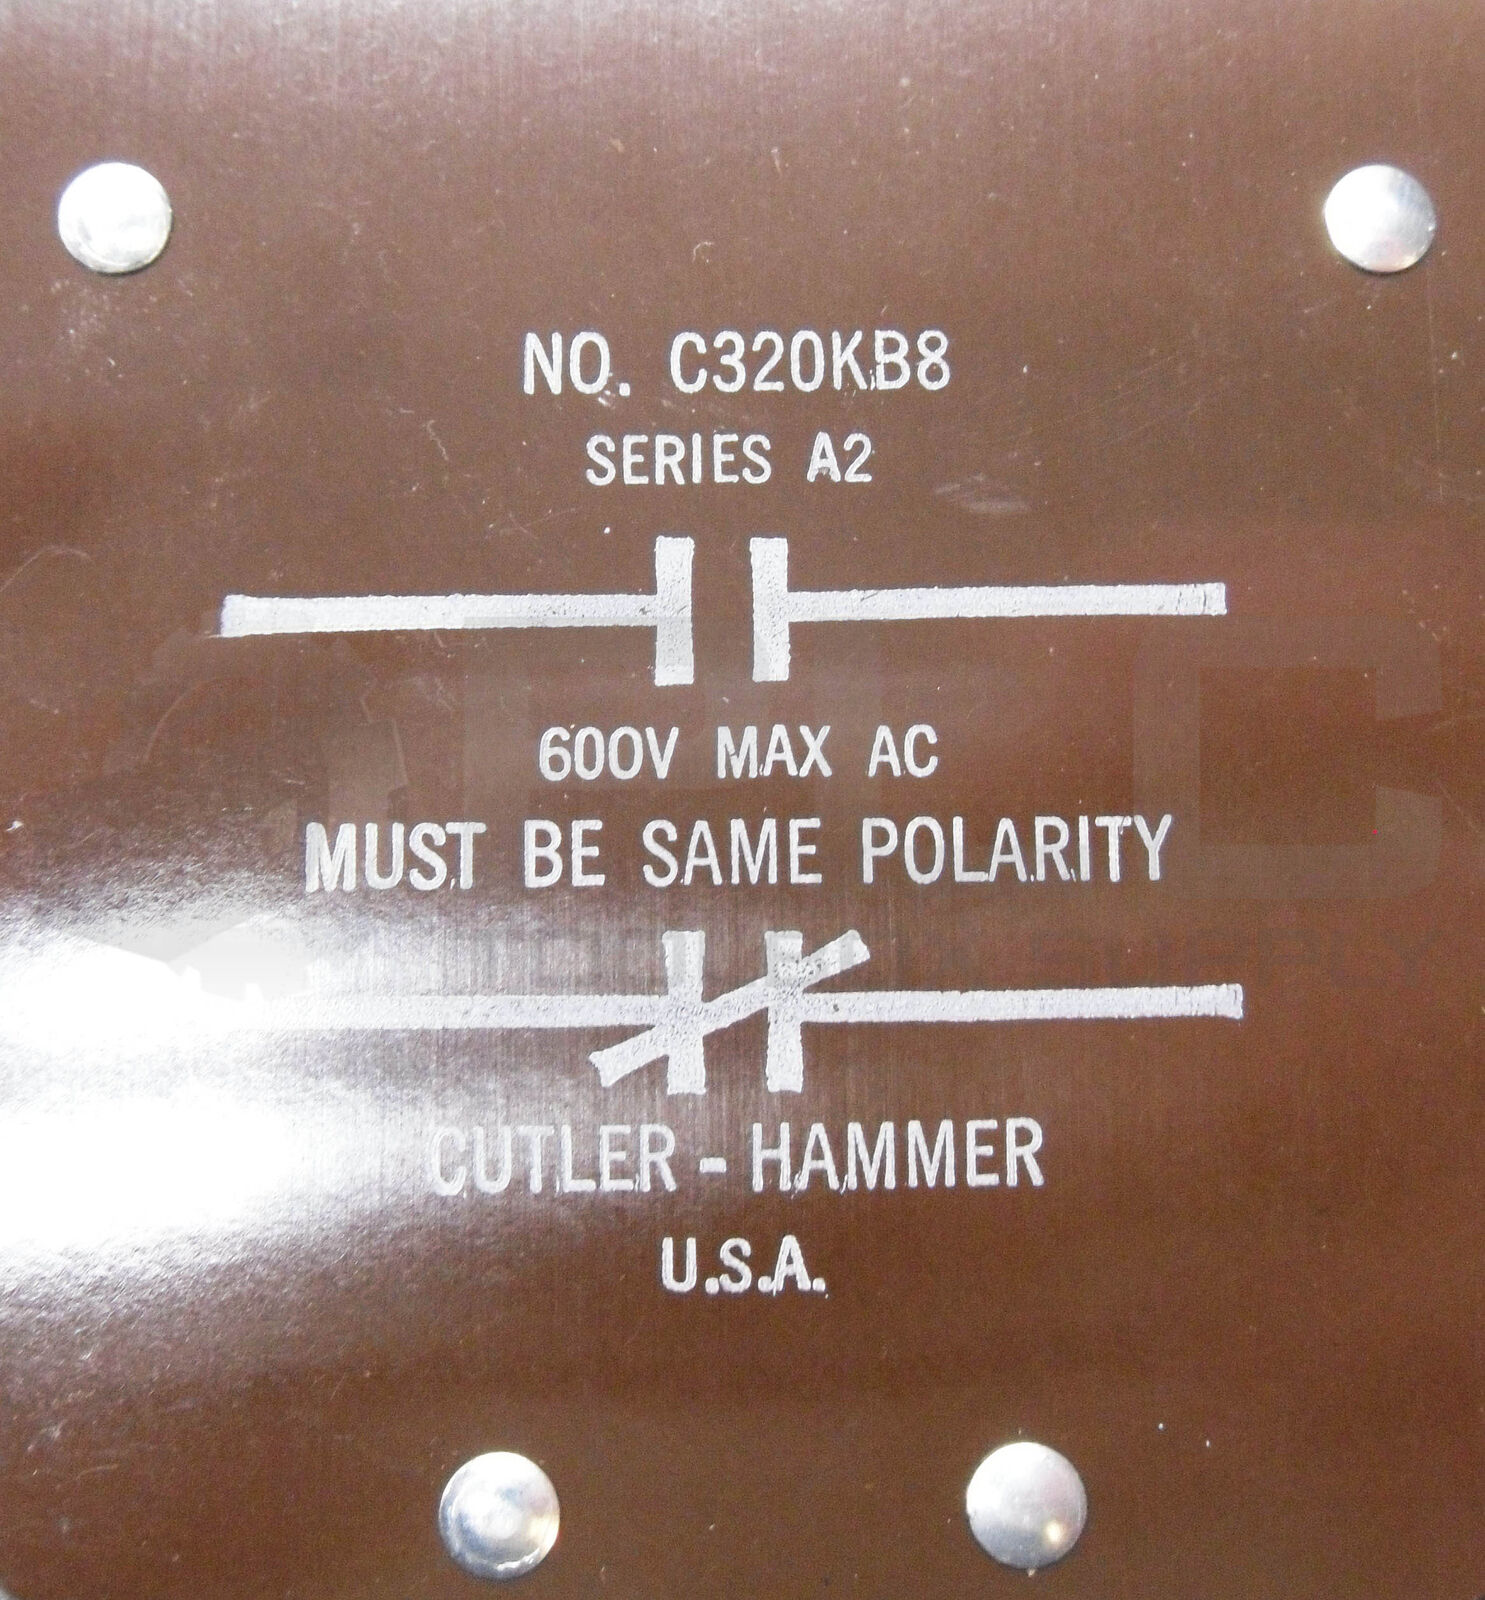 NO. C320KB8
SERIES A2
600V MAX AC
MUST BE SAME POLARITY
CUTLER - HAMMER
U.S.A.